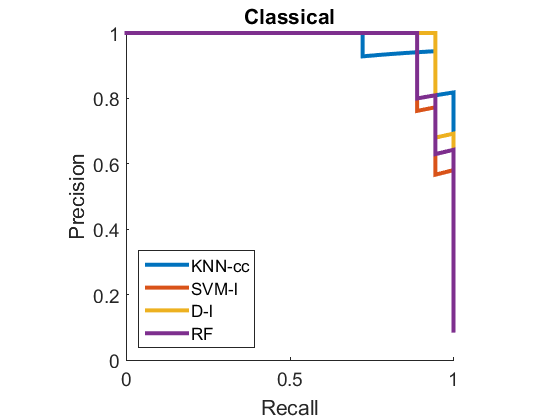 Classical
Precision
1
0.8
0.6
0.4
0.2
0
KNN-cc
SVM-I
D-I
RF
0
0.5
1
Recall